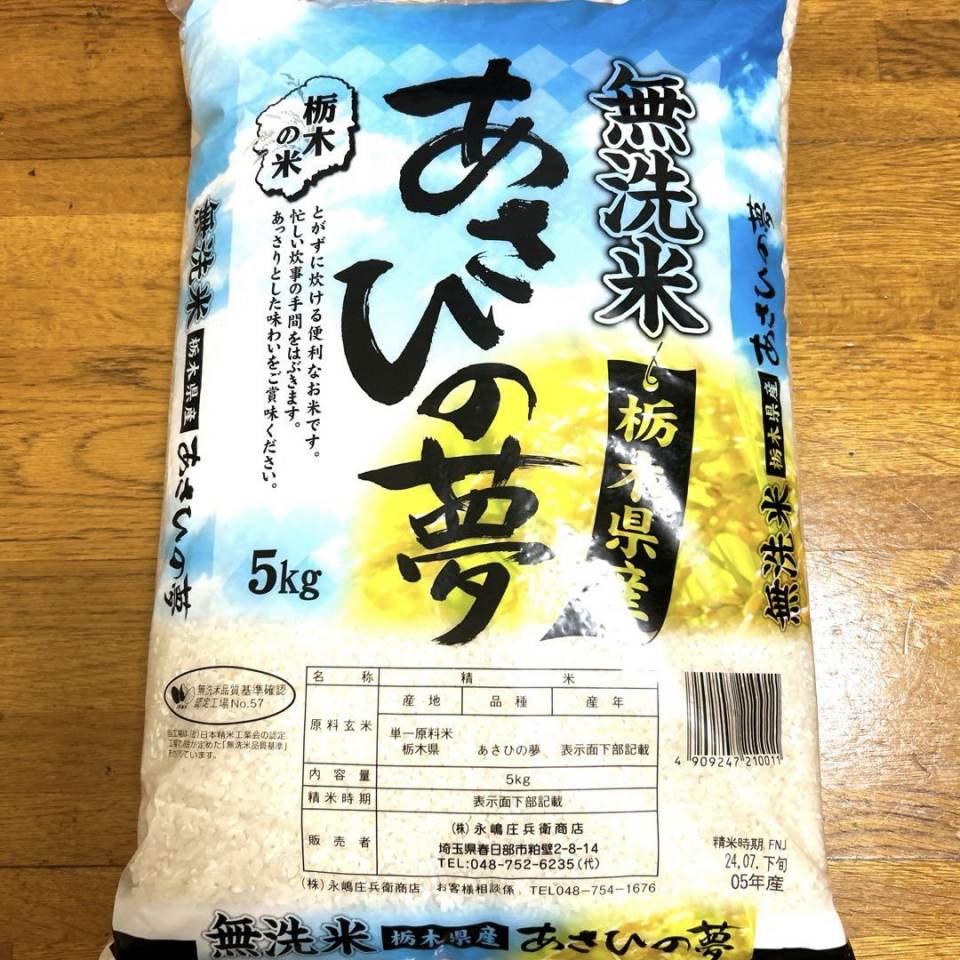 無洗米
栃木県産
あさひの夢
栃木
の米
とがずに炊ける便利なお米です。
忙しい炊事の手間をはぶきます。
あっさりとした味わいをご賞味ください。
5kg
無洗米 栃木県産 あさひの夢
あさひの夢 栃木県産 無洗米
無洗米品質基準確認
認定工場No.57
名称 精米
産地 品種 産年
原料玄米
単一原料米
栃木県 あさひの夢 表示面下部記載
内容量 5kg
精米時期 表示面下部記載
販売者
(株)永嶋庄兵衛商店
埼玉県春日部市粕壁2-8-14
TEL:048-752-6235(代)
(株)永嶋庄兵衛商店 お客様相談係 TEL048-754-1676
4 909247 210011
精米時期 FNJ
24.07.下旬
05年産
無洗米 栃木県産 あさひの夢